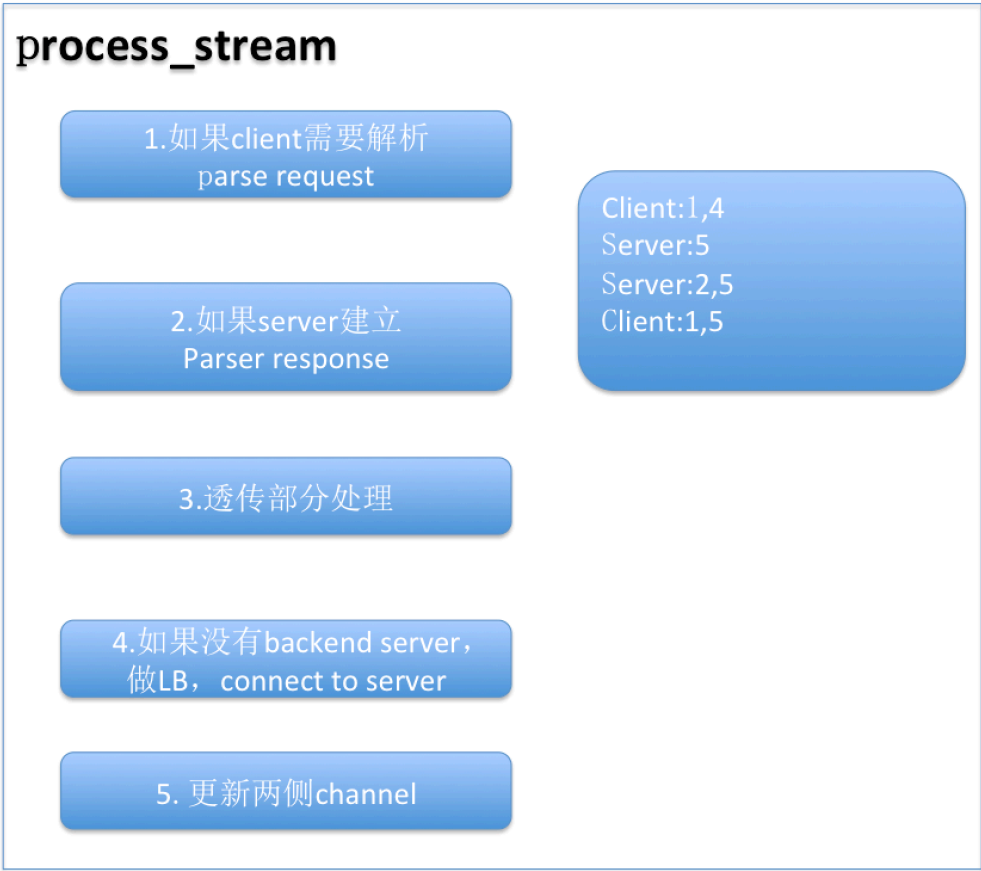 process_stream
1.如果client需要解析
parse request
2.如果server建立
Parser response
3.透传部分处理
4.如果没有backend server，
做LB，connect to server
5. 更新两侧channel
Client:1,4
Server:5
Server:2,5
Client:1,5